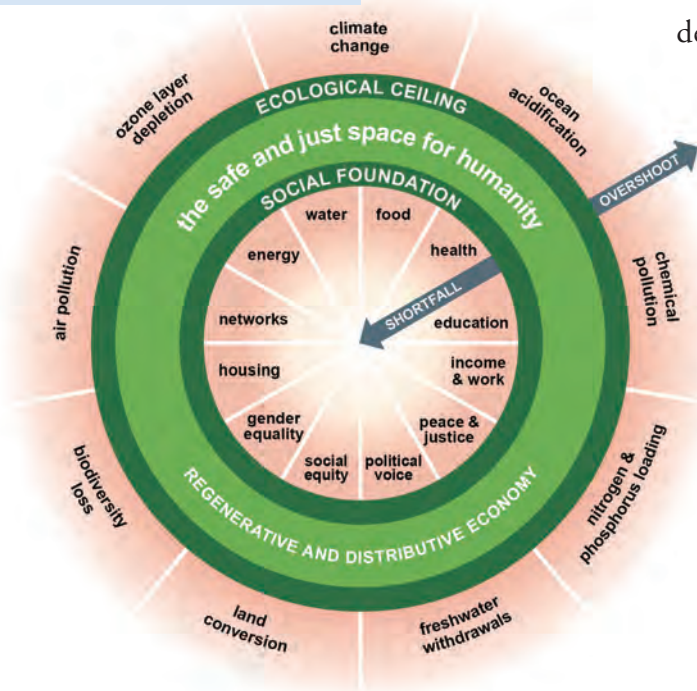 de
climate
change
ocean
acidification
chemical
pollution
nitrogen &
phosphorus loading
freshwater
withdrawals
land
conversion
biodiversity
loss
air pollution
ozone layer
depletion
ECOLOGICAL CEILING
the safe and just space for humanity
SOCIAL FOUNDATION
OVERSHOOT
SHORTFALL
water
food
health
education
income
& work
peace &
justice
political
voice
social
equity
gender
equality
housing
networks
energy
REGENERATIVE AND DISTRIBUTIVE ECONOMY